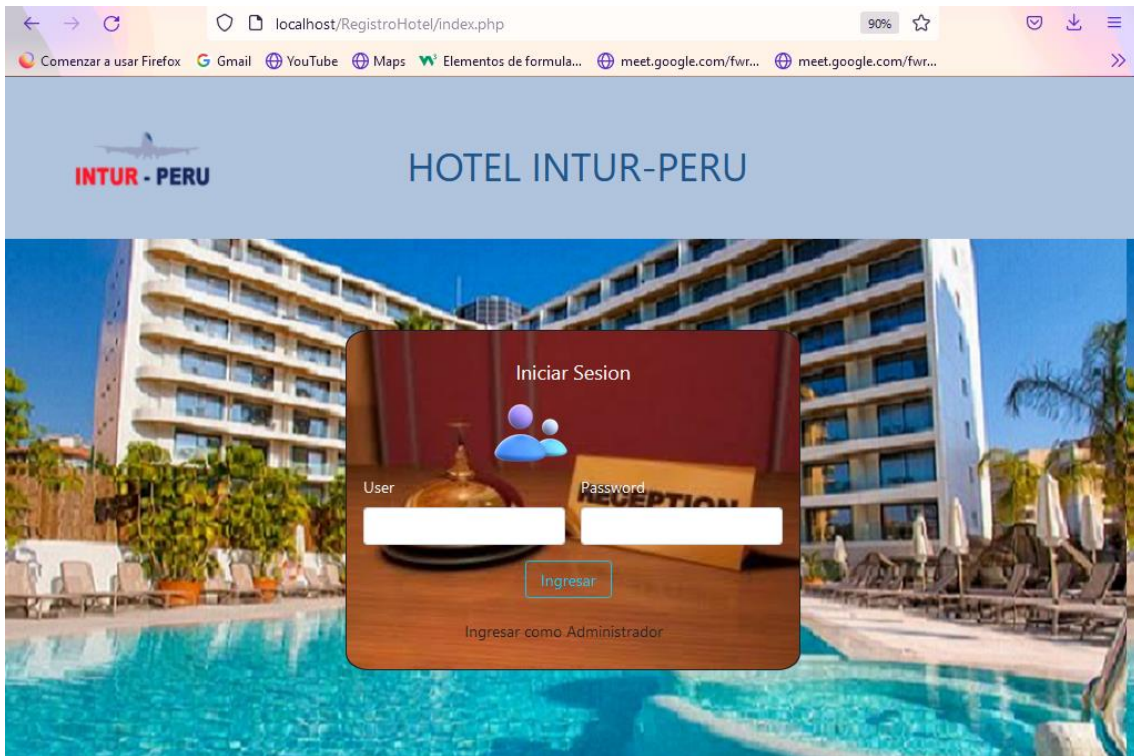 localhost/RegistroHotel/index.php
90%
Comenzar a usar Firefox
Gmail
YouTube
Maps
Elementos de formula...
meet.google.com/fwr...
meet.google.com/fwr...
INTUR - PERU
HOTEL INTUR-PERU
Iniciar Sesion
User
Password
RECEPTION
Ingresar
Ingresar como Administrador